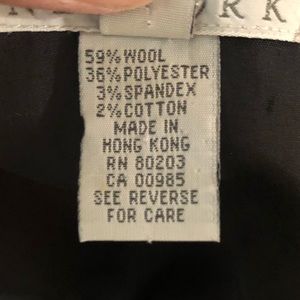 RK
59% WOOL
36% POLYESTER
3% SPANDEX
2% COTTON
MADE IN
HONG KONG
RN 80203
CA 00985
SEE REVERSE
FOR CARE